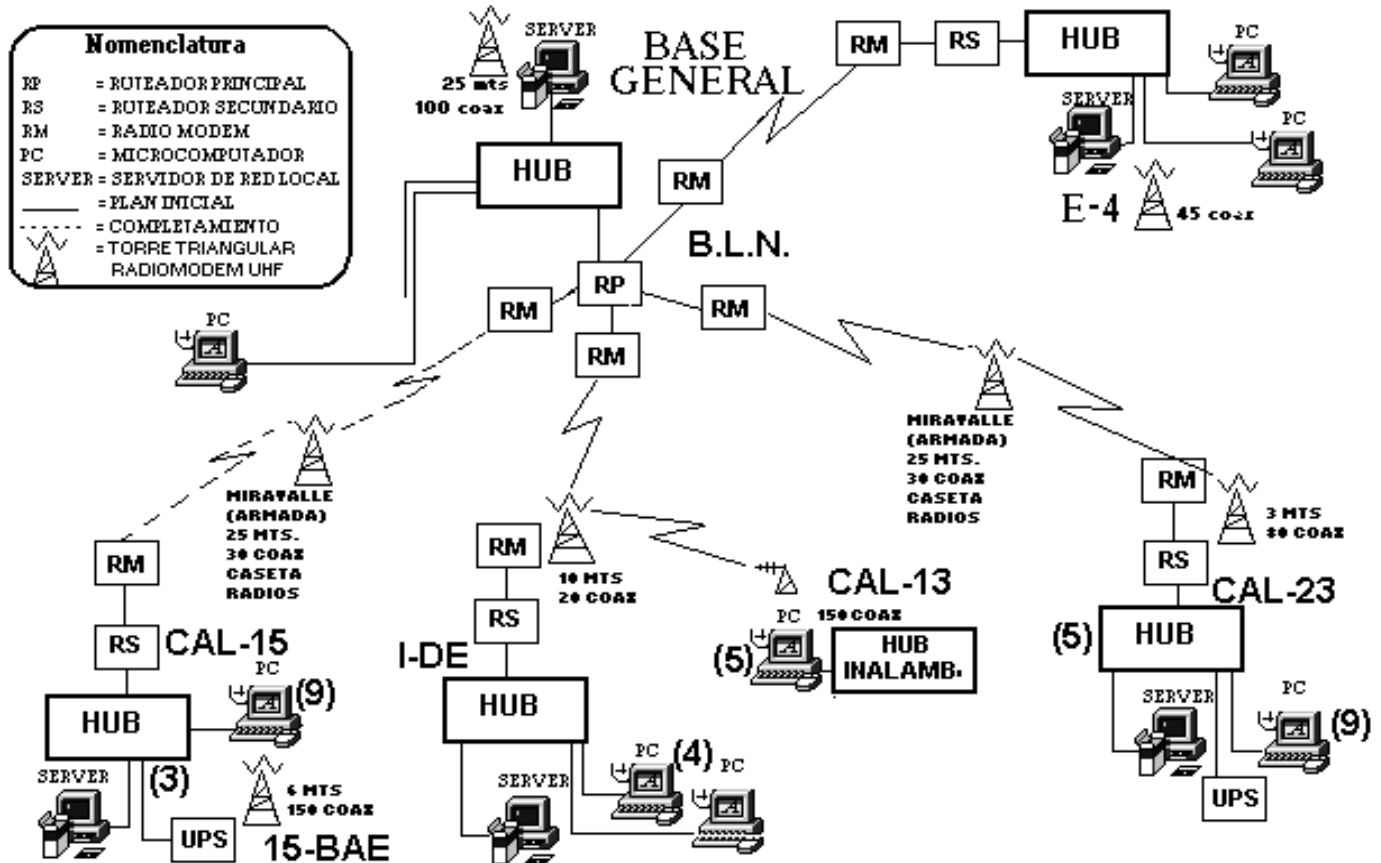 Nomenclatura
RP = RUTEADOR PRINCIPAL
RS = RUTEADOR SECUNDARIO
RM = RADIO MODEM
PC = MICROCOMPUTADOR
SERVER = SERVIDOR DE RED LOCAL
= PLAN INICIAL
= COMPLETAMIENTO
= TORRE TRIANGULAR
RADIOMODEM UHF
SERVER
25 mts
100 coax
BASE
GENERAL
HUB
RM
RS
HUB
PC
SERVER
PC
E-4
45 coax
RM
B.L.N.
RP
RM
RM
RM
PC
MIRAVALLE
(ARMADA)
25 MTS.
30 COAX
CASETA
RADIOS
RM
RS
CAL-15
PC
(9)
HUB
(3)
SERVER
UPS
6 MTS
150 COAX
15-BAE
RM
10 MTS
20 COAX
RS
I-DE
HUB
SERVER
PC
(4)
PC
CAL-13
PC
150 COAX
(5)
HUB
INALAMB.
MIRAVALLE
(ARMADA)
25 MTS.
30 COAX
CASETA
RADIOS
RM
3 MTS
80 COAX
RS
CAL-23
(5)
HUB
SERVER
PC
(9)
UPS